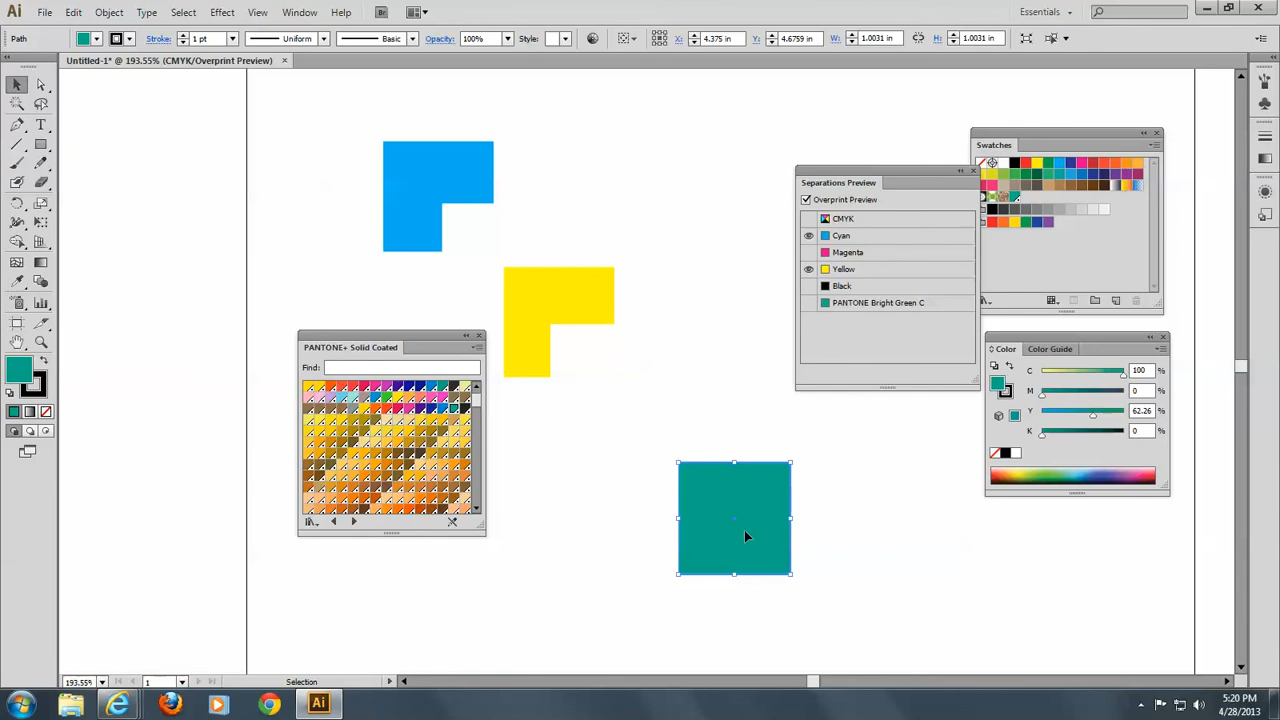 Ai File Edit Object Type Select Effect View Window Help Br Essentials
Path Stroke: 1 pt Uniform Basic Opacity: 100% Style: X: 4.375 in Y: 4.6759 in W: 1.0031 in H: 1.0031 in
Untitled-1* @ 193.55% (CMYK/Overprint Preview)
Swatches
Separations Preview
Overprint Preview
CMYK
Cyan
Magenta
Yellow
Black
PANTONE Bright Green C
PANTONE+ Solid Coated
Find:
Color Color Guide
C 100 %
M 0 %
Y 62.26 %
K 0 %
193.55% 1 Selection
Ai 5:20 PM
4/28/2013